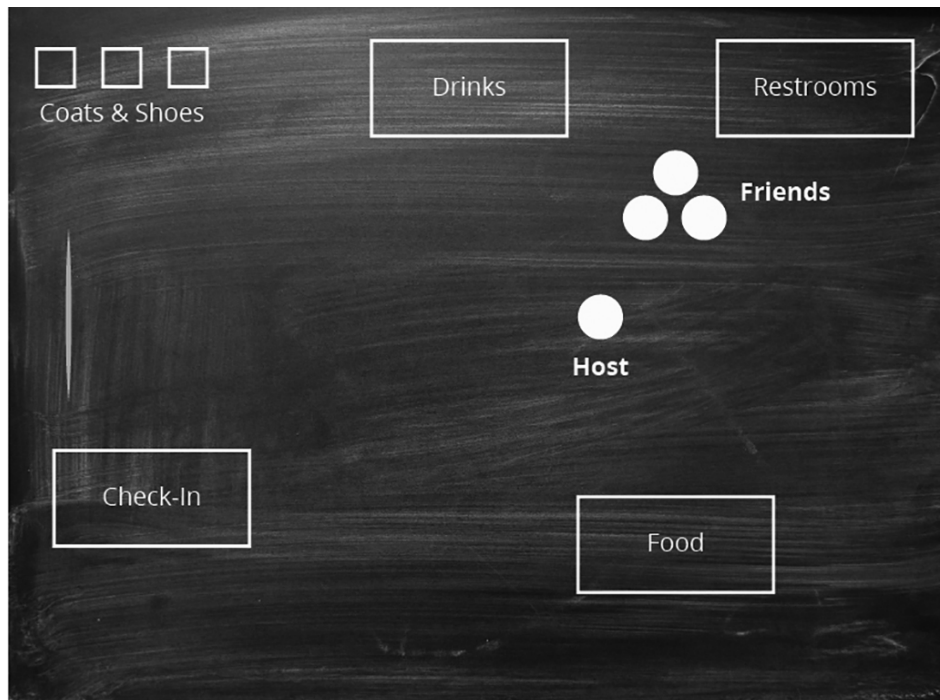 Coats & Shoes
Drinks
Restrooms
Friends
Host
Check-In
Food